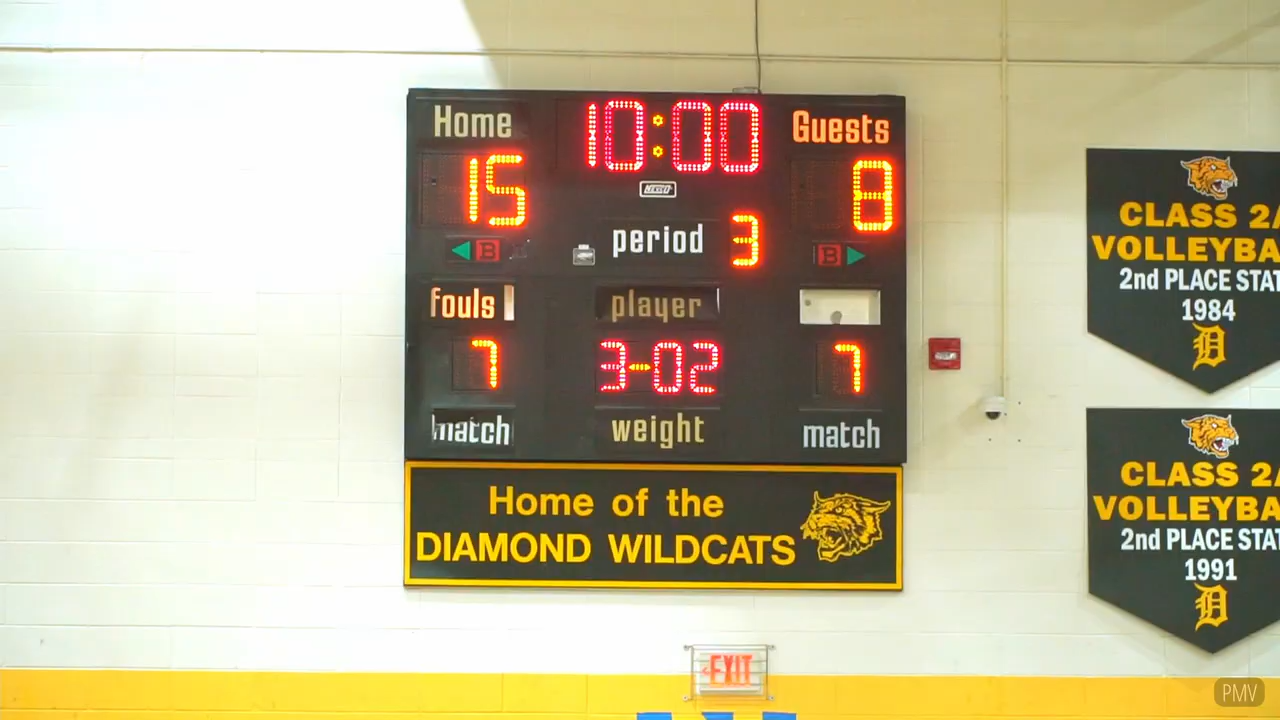 Home
10:00
Guests
15
8
NEVCO
period
3
B
B
fouls
player
7
3-02
7
match
weight
match
Home of the
DIAMOND WILDCATS
EXIT
CLASS 2A
VOLLEYBA
2nd PLACE STAT
1984
D
CLASS 2A
VOLLEYBA
2nd PLACE STAT
1991
D
PMV